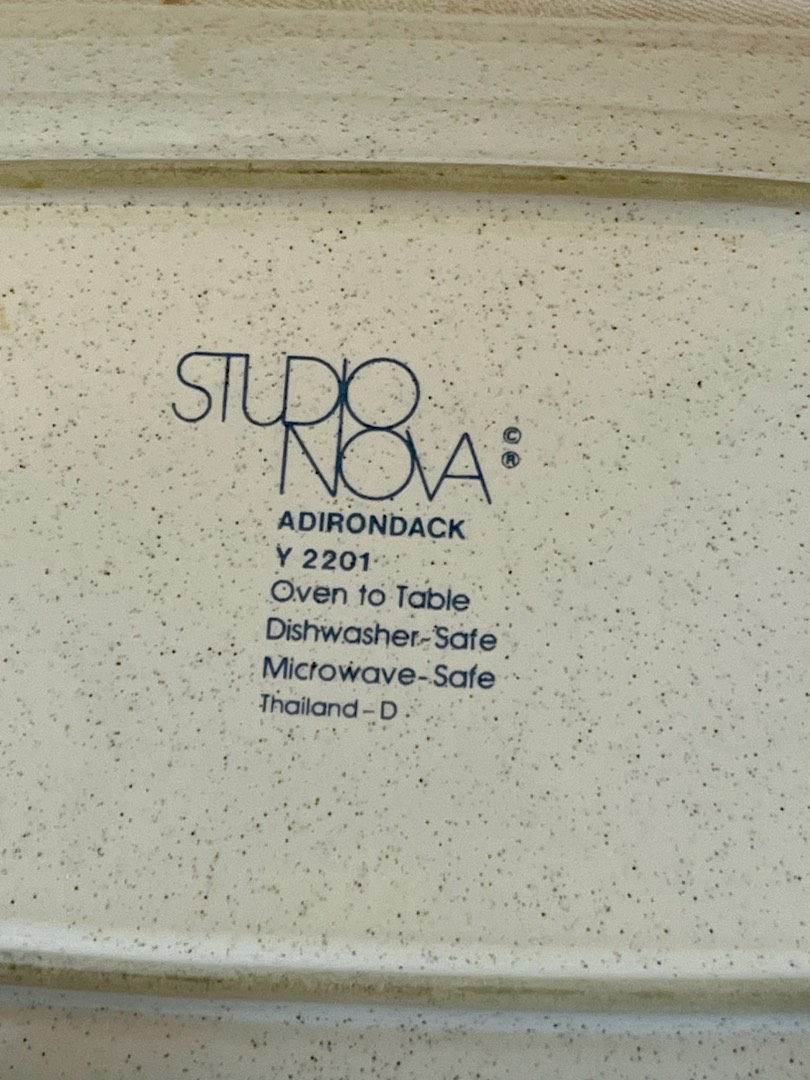 STUDIO
NOVA ©
®
ADIRONDACK
Y 2201
Oven to Table
Dishwasher-Safe
Microwave-Safe
Thailand-D